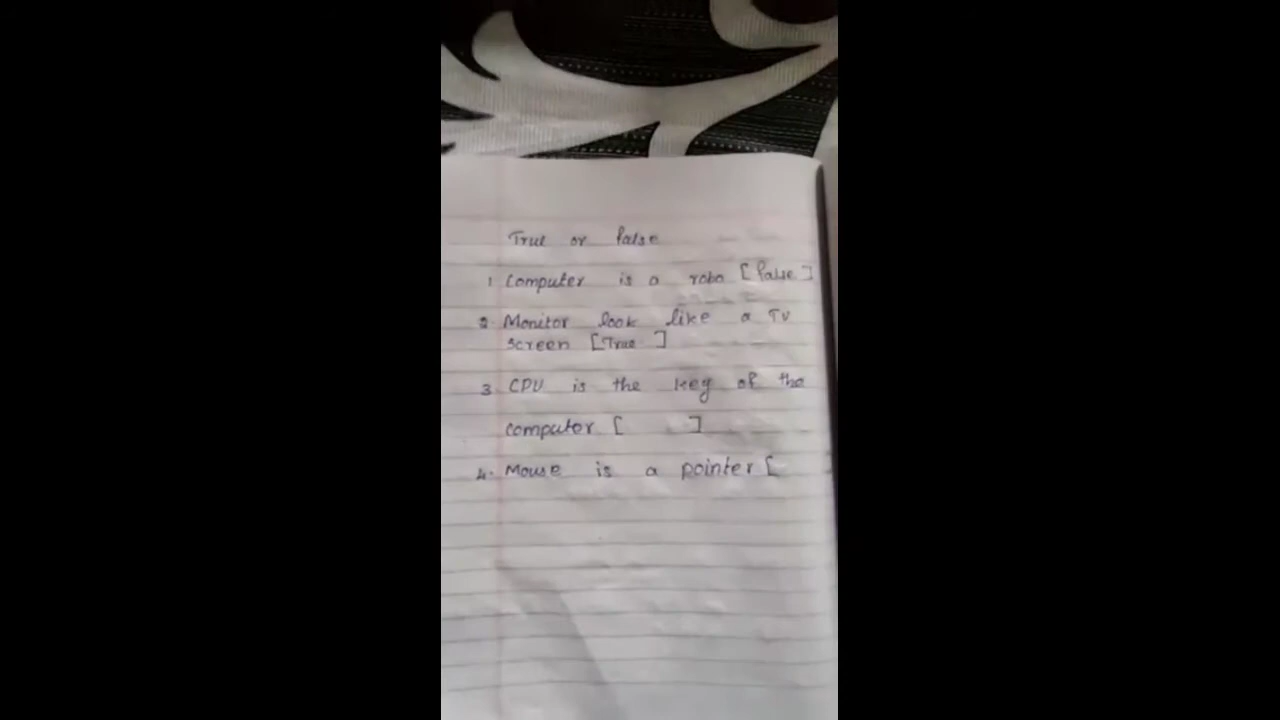 True or false
1 Computer is a robo [false]
2. Monitor look like a TV
screen [True ]
3 CPU is the key of the
computer [ ]
4. Mouse is a pointer [